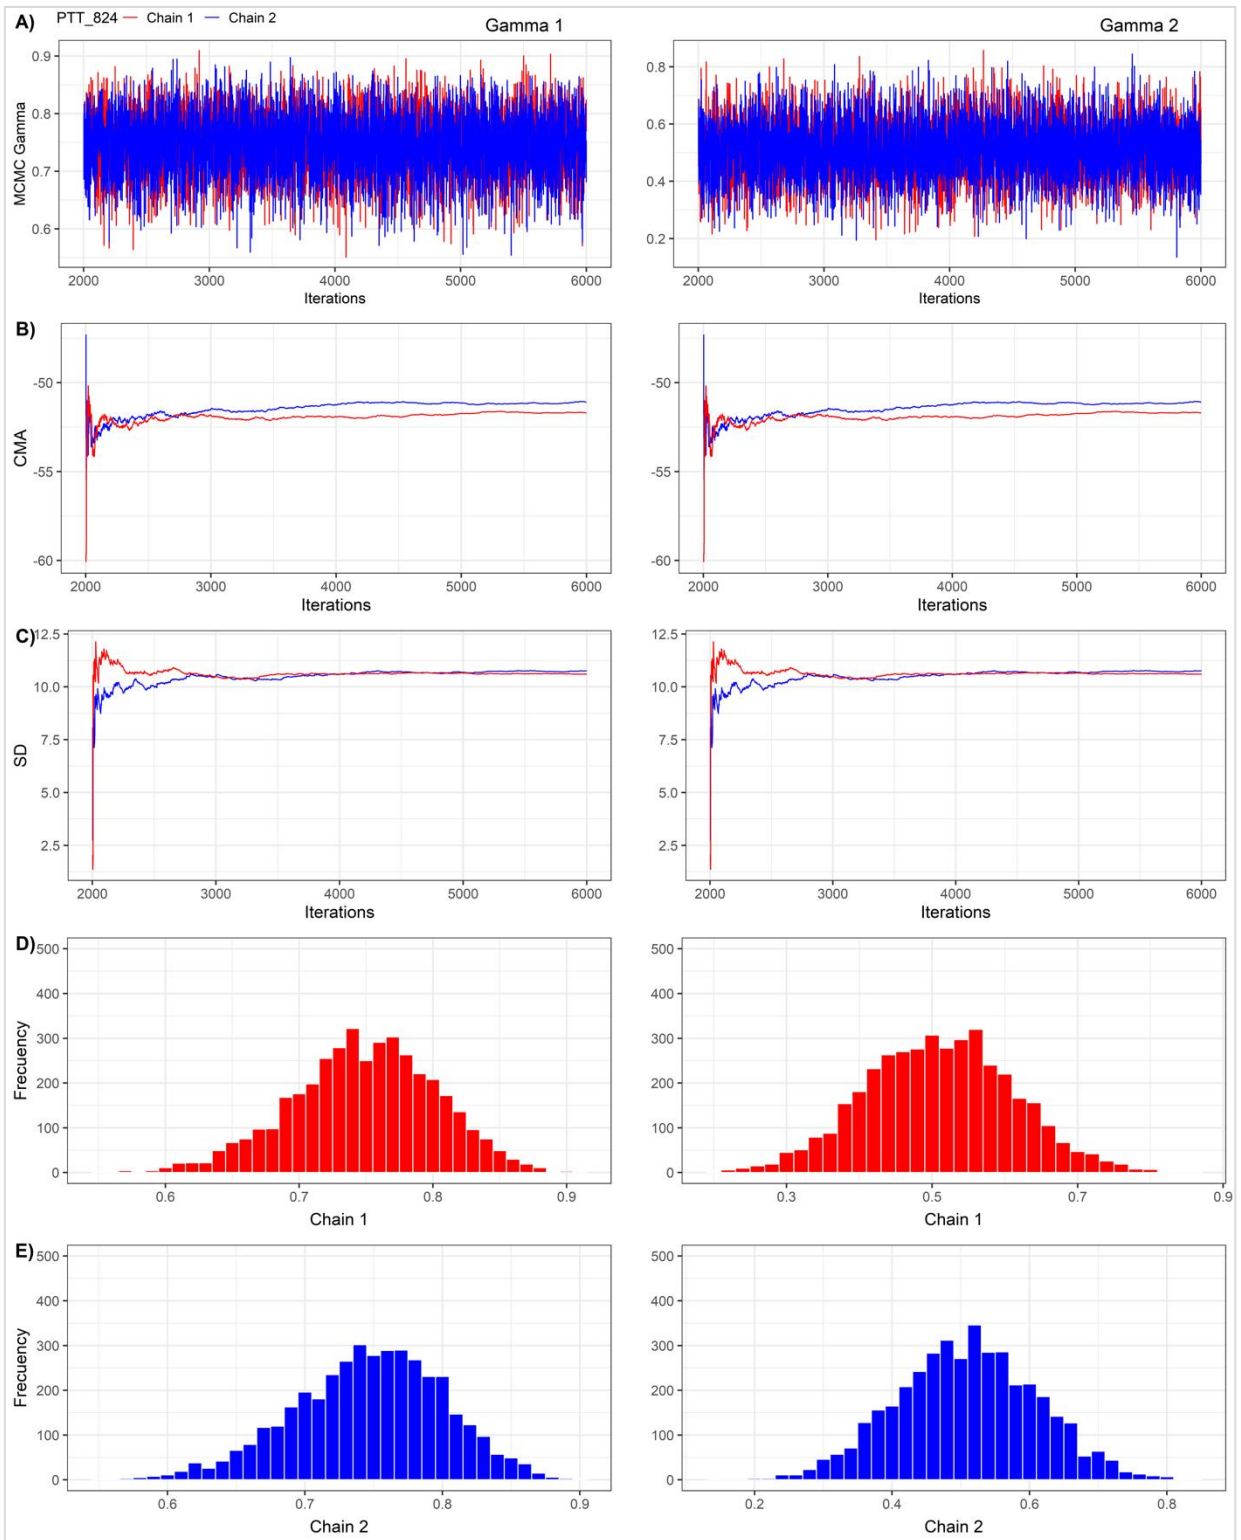 A) PTT_824 Chain 1 Chain 2
Gamma 1 Gamma 2
MCMC Gamma
0.9
0.8
0.7
0.6
2000 3000 4000 5000 6000
Iterations
0.8
0.6
0.4
0.2
2000 3000 4000 5000 6000
Iterations
B)
CMA
-50
-55
-60
2000 3000 4000 5000 6000
Iterations
-50
-55
-60
2000 3000 4000 5000 6000
Iterations
C)
SD
12.5
10.0
7.5
5.0
2.5
2000 3000 4000 5000 6000
Iterations
12.5
10.0
7.5
5.0
2.5
2000 3000 4000 5000 6000
Iterations
D)
Frecuency
500
400
300
200
100
0
0.6 0.7 0.8 0.9
Chain 1
500
400
300
200
100
0
0.3 0.5 0.7 0.9
Chain 1
E)
Frecuency
500
400
300
200
100
0
0.6 0.7 0.8 0.9
Chain 2
500
400
300
200
100
0
0.2 0.4 0.6 0.8
Chain 2